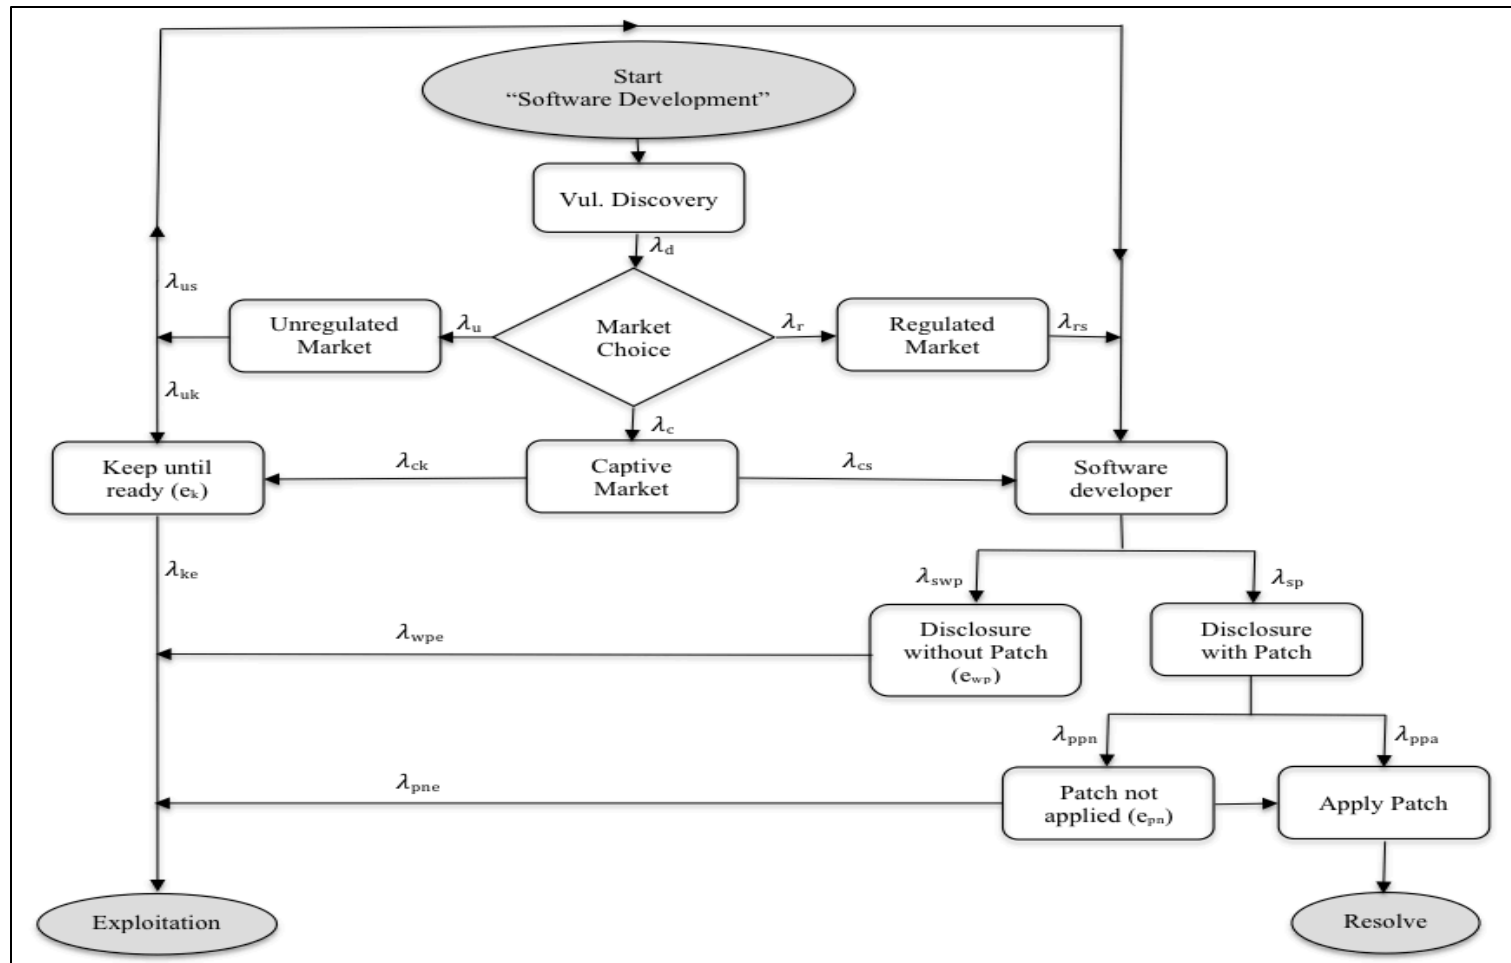 Start
“Software Development”
Vul. Discovery
λd
λus
Unregulated
Market
λu
Market
Choice
λr
Regulated
Market
λrs
λuk
λc
Keep until
ready (ek)
λck
Captive
Market
λcs
Software
developer
λke
λswp
λsp
λwpe
Disclosure
without Patch
(ewp)
Disclosure
with Patch
λppn
λppa
λpne
Patch not
applied (epn)
Apply Patch
Exploitation
Resolve